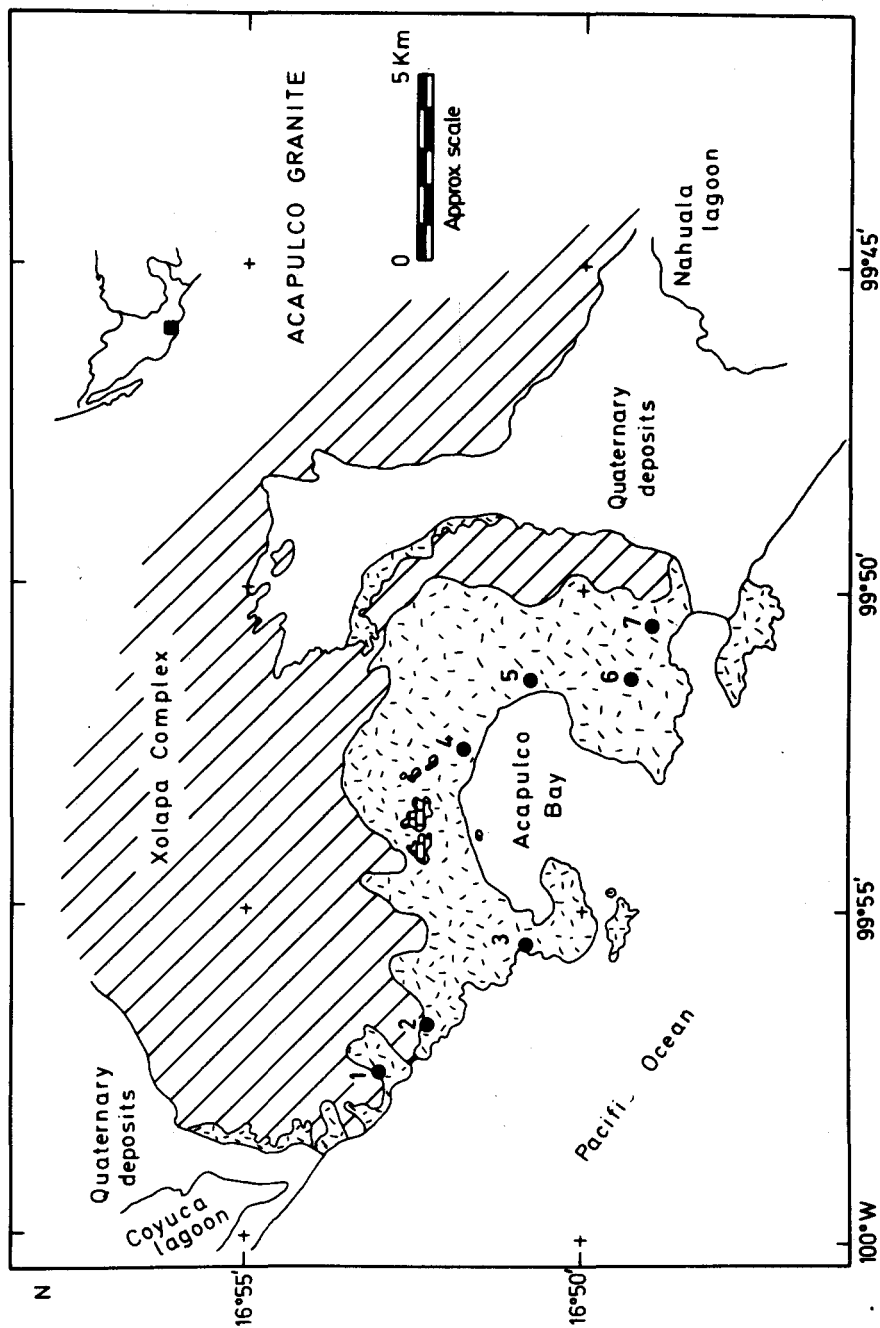 N
ACAPULCO GRANITE
0 5 Km
Approx scale
Xolapa Complex
Quaternary
deposits
Coyuca
lagoon
Quaternary
deposits
Nahuala
lagoon
Acapulco
Bay
Pacifi Ocean
1
2
3
4
5
6
7
16°55'
16°50'
100°W
99°55'
99°50'
99°45'